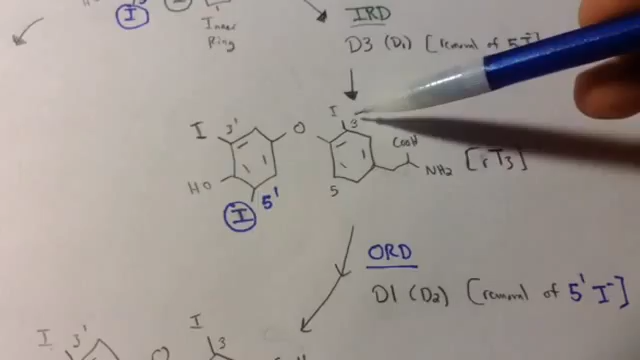 I
5'
Inner
Ring
IRD
D3 (D1) [removal of 5 I
I
3'
O
I
3
COOH
HO
NH2
[rT3]
5
I
5'
ORD
D1 (D2) [removal of 5' I-]
I
3'
O
I
3